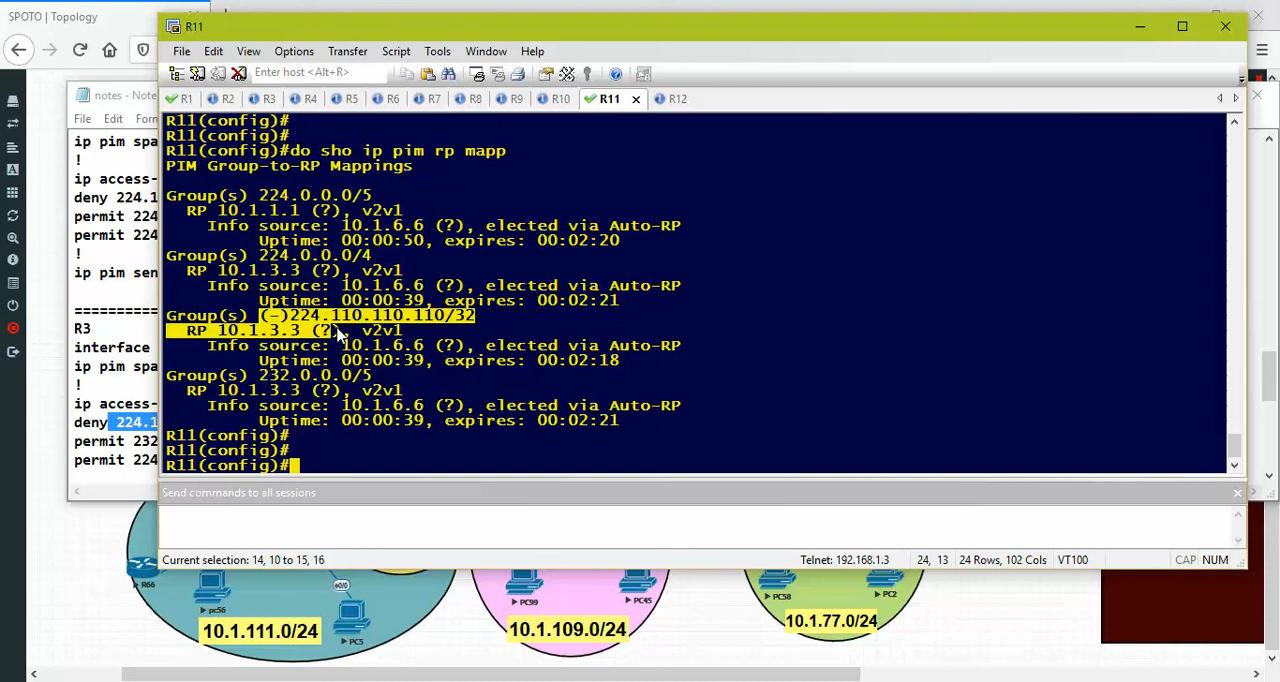 SPOTO | Topology
R11
File Edit View Options Transfer Script Tools Window Help
Enter host <Alt+R>
R1 R2 R3 R4 R5 R6 R7 R8 R9 R10 R11 R12
notes - Note
File Edit Form
ip pim spa
!
ip access-
deny 224.1
permit 224
permit 224
!
ip pim sen
==========
R3
interface
ip pim spa
!
ip access-
deny 224.1
permit 232
permit 224
R11(config)#
R11(config)#
R11(config)#do sho ip pim rp mapp
PIM Group-to-RP Mappings
Group(s) 224.0.0.0/5
RP 10.1.1.1 (?), v2v1
Info source: 10.1.6.6 (?), elected via Auto-RP
Uptime: 00:00:50, expires: 00:02:20
Group(s) 224.0.0.0/4
RP 10.1.3.3 (?), v2v1
Info source: 10.1.6.6 (?), elected via Auto-RP
Uptime: 00:00:39, expires: 00:02:21
Group(s) (-)224.110.110.110/32
RP 10.1.3.3 (?), v2v1
Info source: 10.1.6.6 (?), elected via Auto-RP
Uptime: 00:00:39, expires: 00:02:18
Group(s) 232.0.0.0/5
RP 10.1.3.3 (?), v2v1
Info source: 10.1.6.6 (?), elected via Auto-RP
Uptime: 00:00:39, expires: 00:02:21
R11(config)#
R11(config)#
R11(config)#
Send commands to all sessions
Current selection: 14, 10 to 15, 16 Telnet: 192.168.1.3 24, 13 24 Rows, 102 Cols VT100 CAP NUM
R66
pc56
e0/0
PC5
10.1.111.0/24
PC99
PC45
10.1.109.0/24
PC58
PC2
10.1.77.0/24